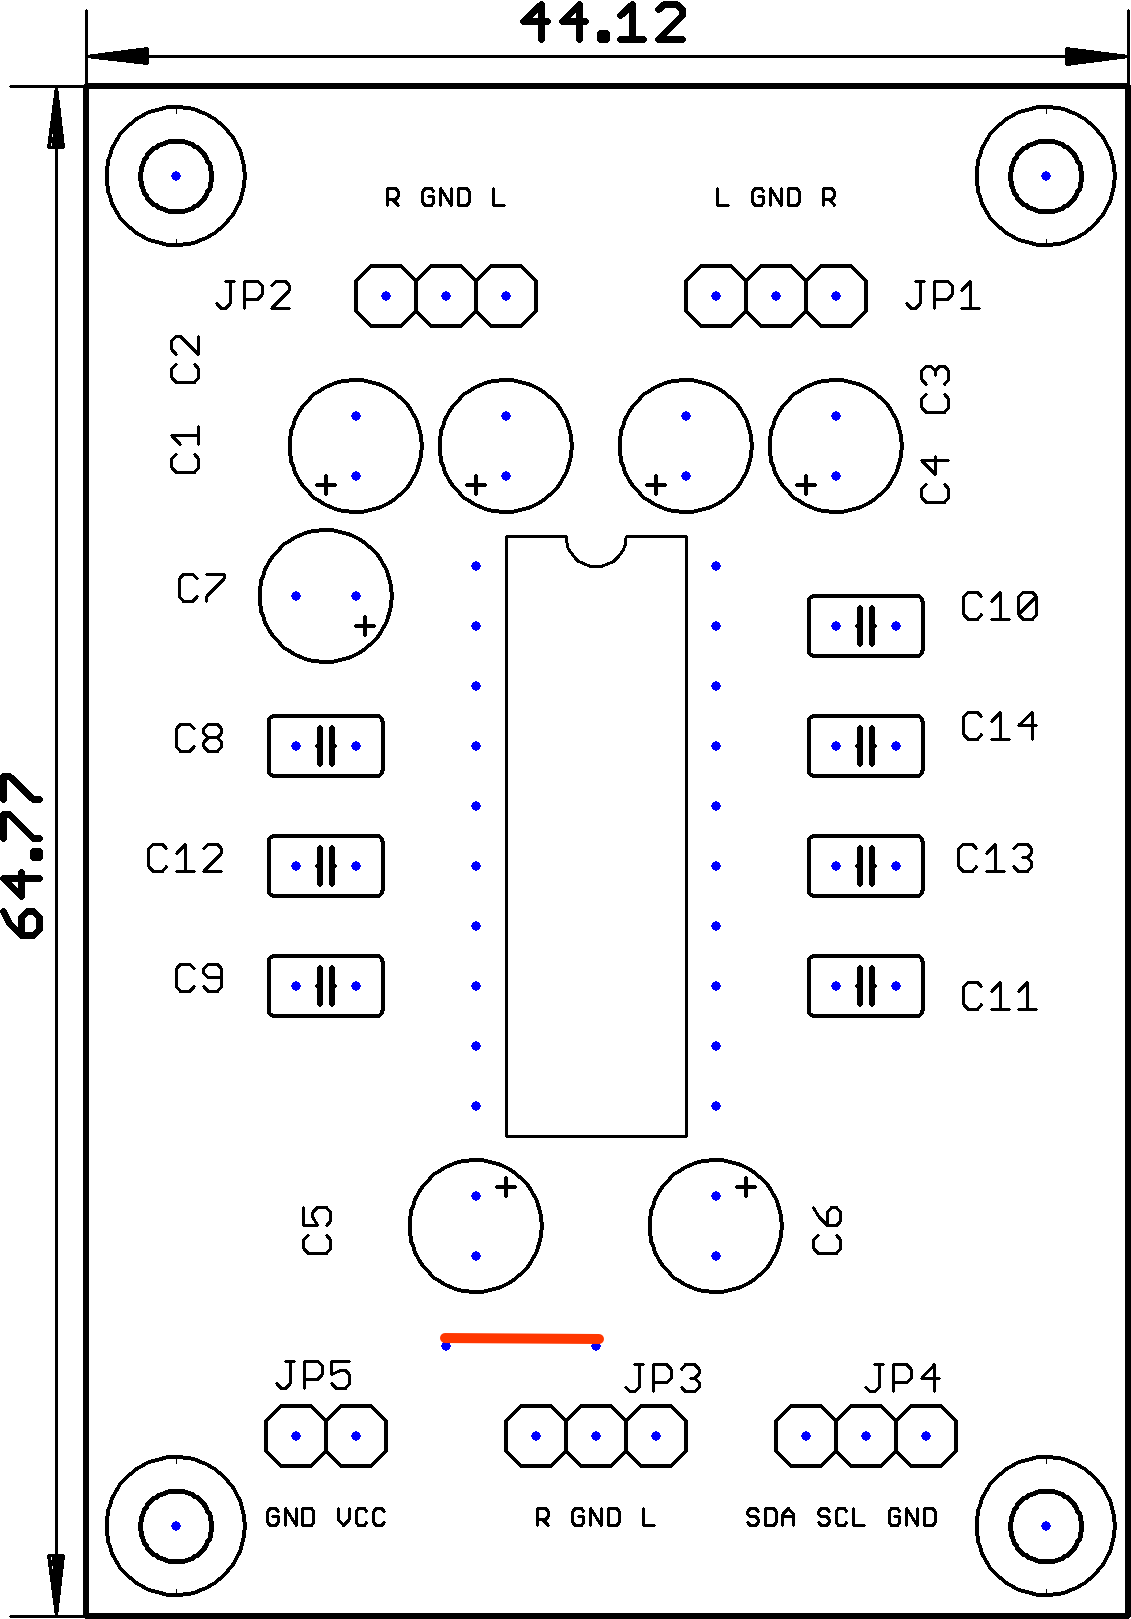 44.12
R GND L L GND R
JP2 JP1
C2 C3
C1 C4
C7 C10
C8 C14
64.77
C12 C13
C9 C11
C5 C6
JP5 JP3 JP4
GND VCC R GND L SDA SCL GND